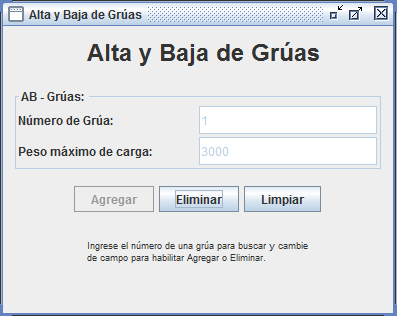 Alta y Baja de Grúas
Alta y Baja de Grúas
AB - Grúas:
Número de Grúa:
1
Peso máximo de carga:
3000
Agregar
Eliminar
Limpiar
Ingrese el número de una grúa para buscar y cambie
de campo para habilitar Agregar o Eliminar.